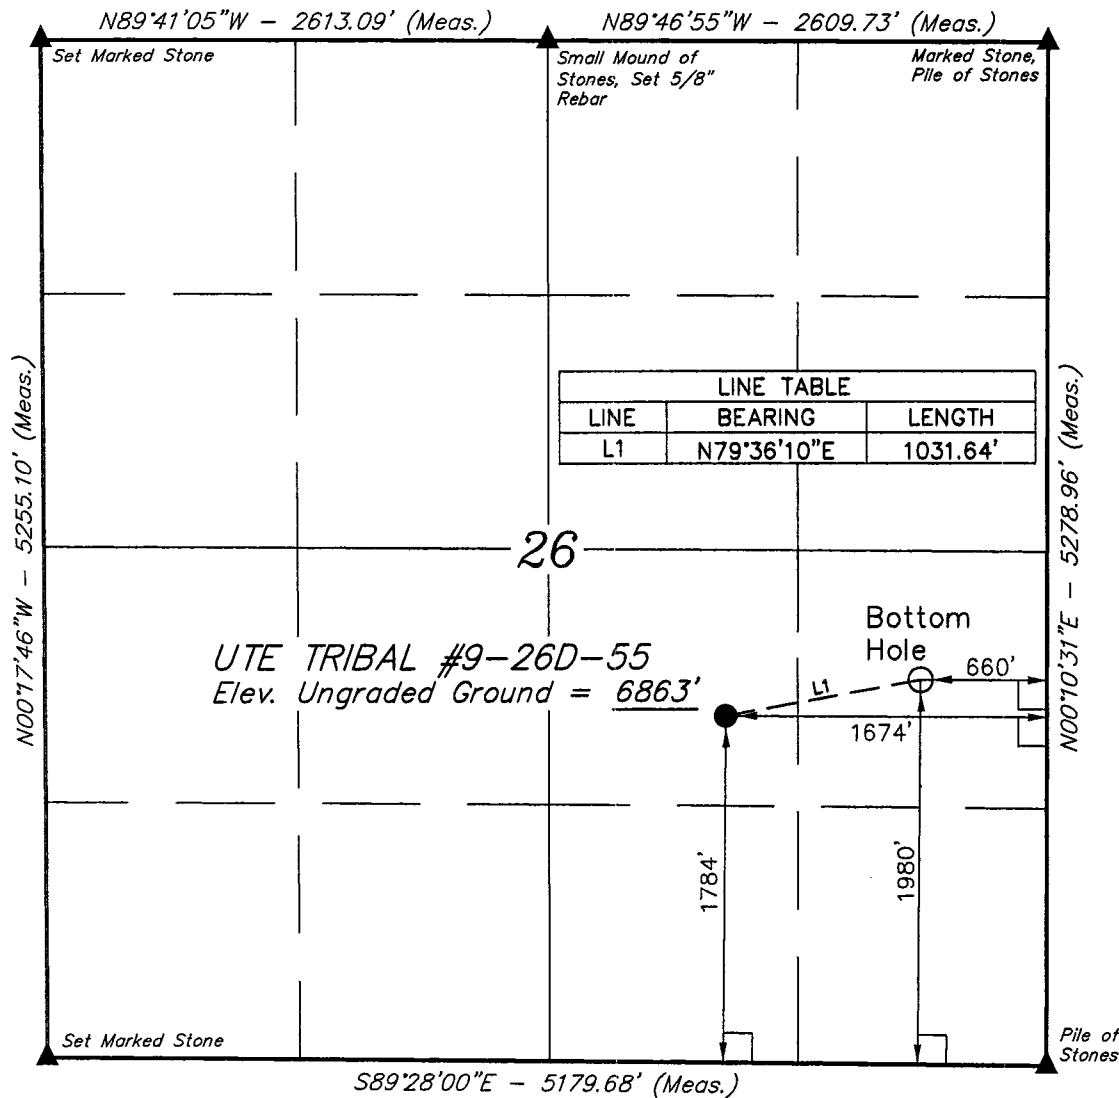 N89°41'05"W - 2613.09' (Meas.)
N89°46'55"W - 2609.73' (Meas.)
Set Marked Stone
Small Mound of
Stones, Set 5/8"
Rebar
Marked Stone,
Pile of Stones
N00°17'46"W - 5255.10' (Meas.)
LINE TABLE
LINE BEARING LENGTH
L1 N79°36'10"E 1031.64'
N00°10'31"E - 5278.96' (Meas.)
26
UTE TRIBAL #9-26D-55
Elev. Ungraded Ground = 6863'
Bottom
Hole
L1
660'
1674'
1784'
1980'
Set Marked Stone
Pile of
Stones
S89°28'00"E - 5179.68' (Meas.)